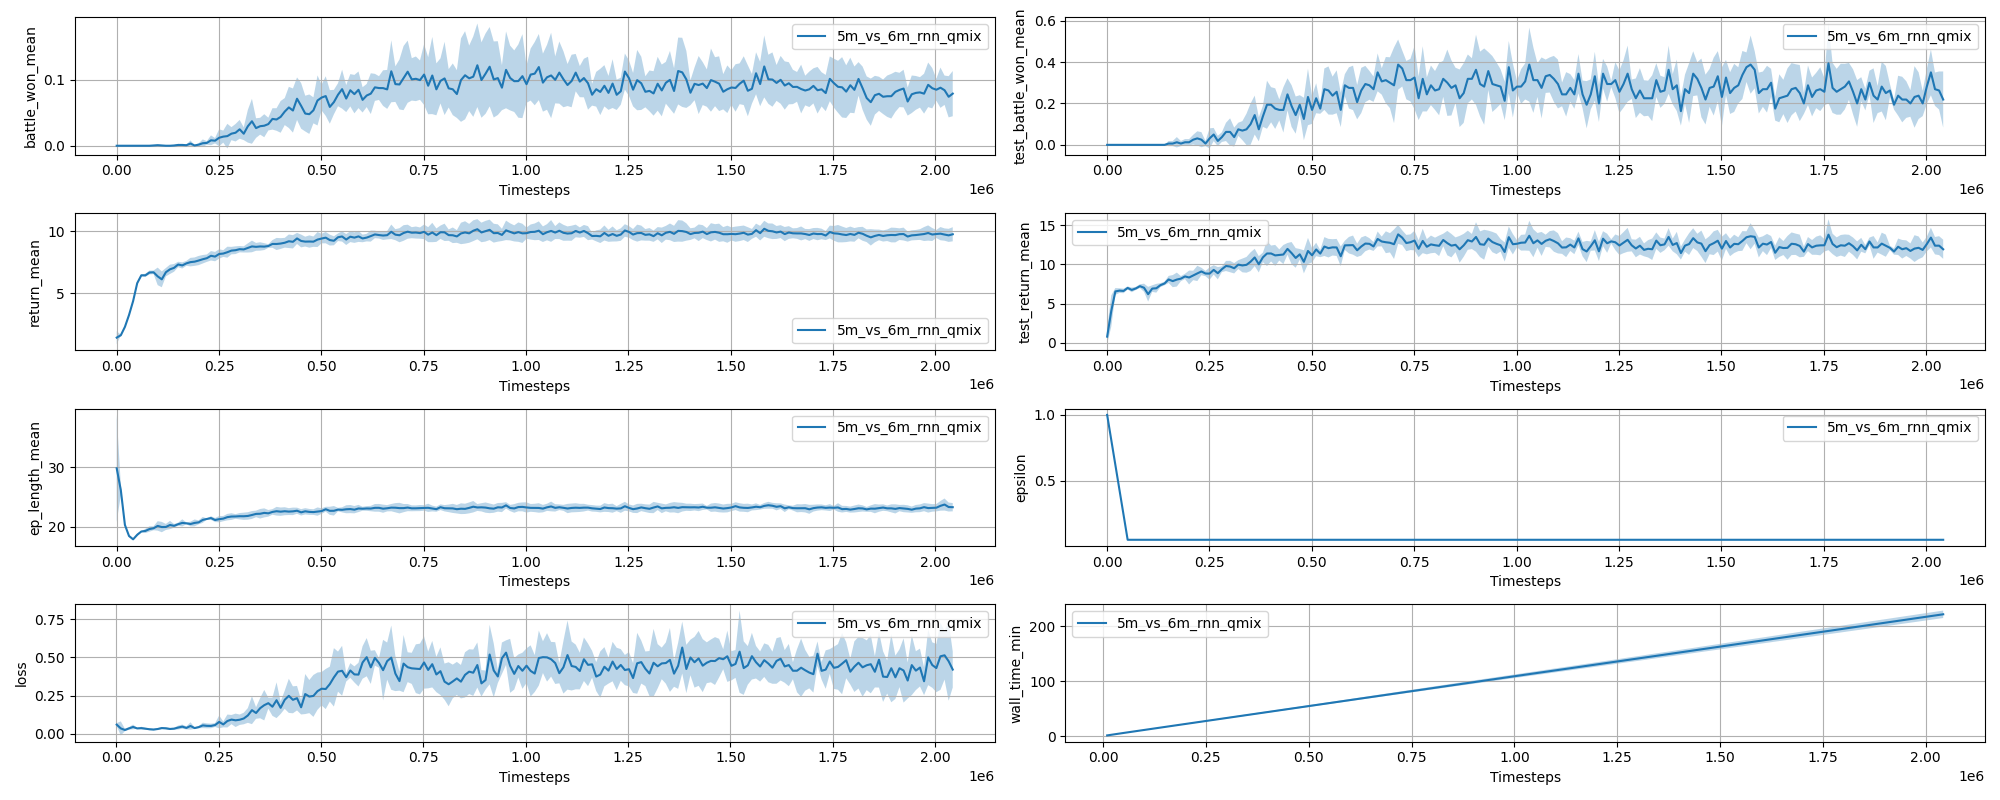 battle_won_mean
0.1
0.0
5m_vs_6m_rnn_qmix
0.00 0.25 0.50 0.75 1.00 1.25 1.50 1.75 2.00
Timesteps
1e6
test_battle_won_mean
0.6
0.4
0.2
0.0
5m_vs_6m_rnn_qmix
0.00 0.25 0.50 0.75 1.00 1.25 1.50 1.75 2.00
Timesteps
1e6
return_mean
10
5
5m_vs_6m_rnn_qmix
0.00 0.25 0.50 0.75 1.00 1.25 1.50 1.75 2.00
Timesteps
1e6
test_return_mean
15
10
5
0
5m_vs_6m_rnn_qmix
0.00 0.25 0.50 0.75 1.00 1.25 1.50 1.75 2.00
Timesteps
1e6
ep_length_mean
30
20
5m_vs_6m_rnn_qmix
0.00 0.25 0.50 0.75 1.00 1.25 1.50 1.75 2.00
Timesteps
1e6
epsilon
1.0
0.5
5m_vs_6m_rnn_qmix
0.00 0.25 0.50 0.75 1.00 1.25 1.50 1.75 2.00
Timesteps
1e6
loss
0.75
0.50
0.25
0.00
5m_vs_6m_rnn_qmix
0.00 0.25 0.50 0.75 1.00 1.25 1.50 1.75 2.00
Timesteps
1e6
wall_time_min
200
100
0
5m_vs_6m_rnn_qmix
0.00 0.25 0.50 0.75 1.00 1.25 1.50 1.75 2.00
Timesteps
1e6